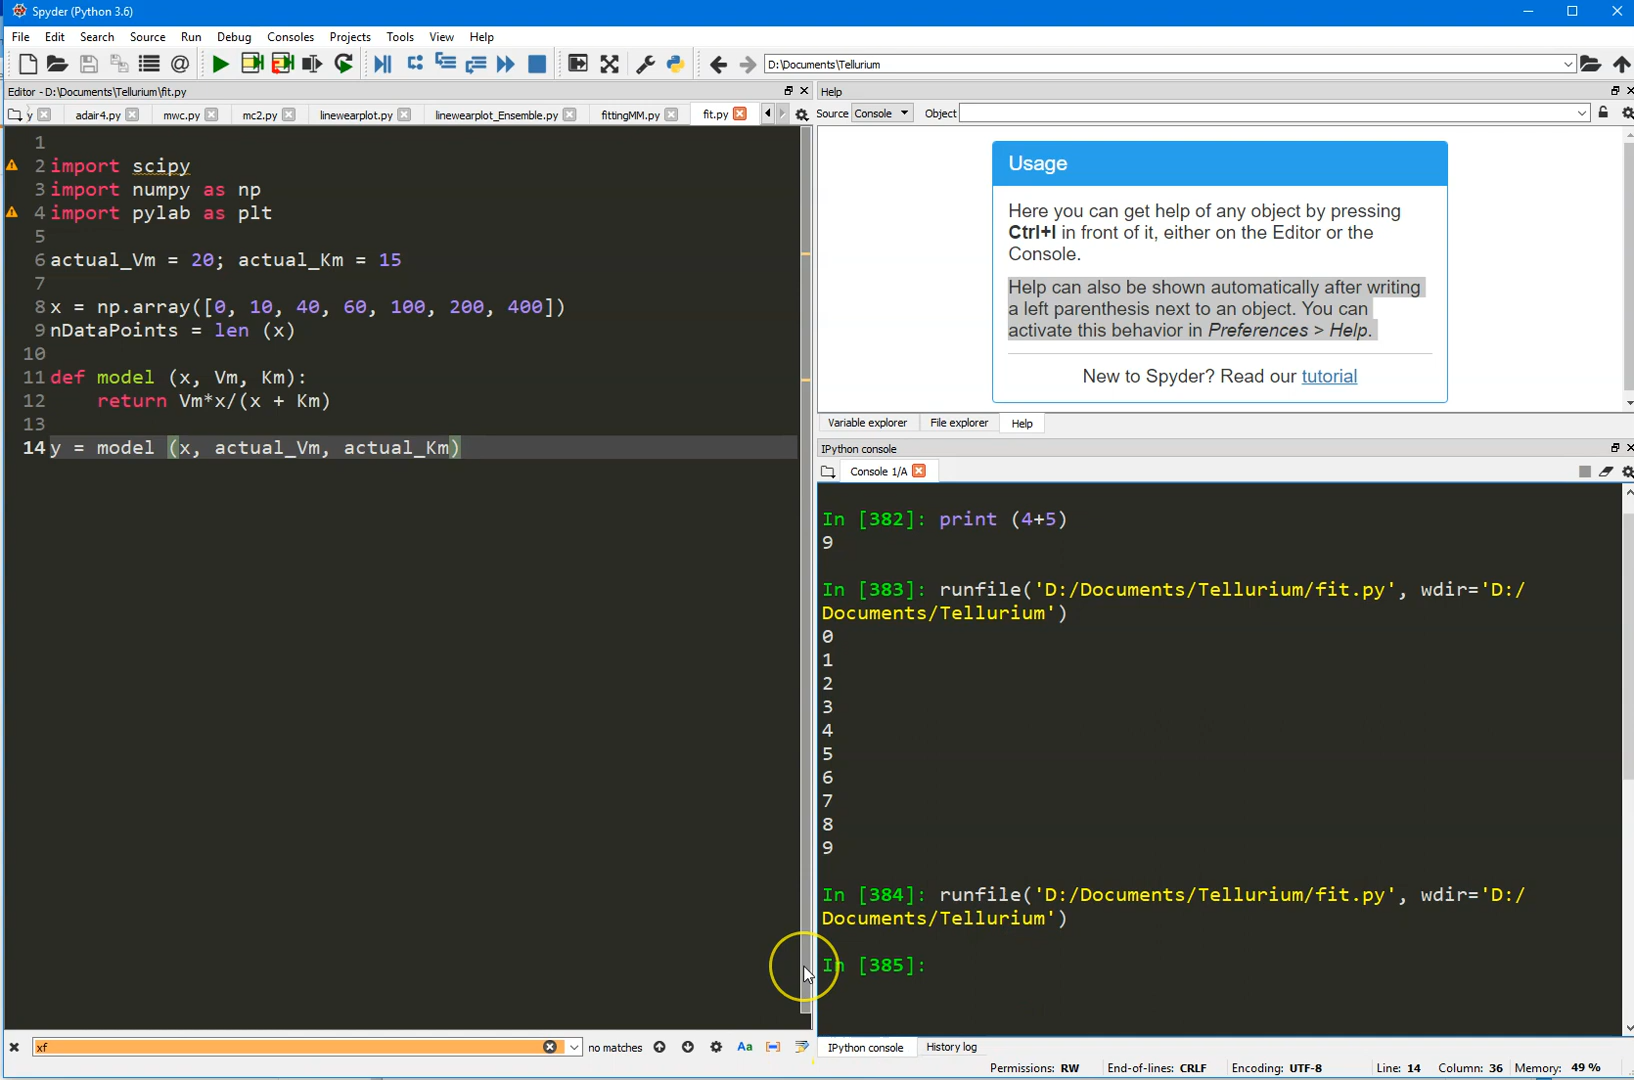 Spyder (Python 3.6)
File Edit Search Source Run Debug Consoles Projects Tools View Help
D:\Documents\Tellurium
Editor - D:\Documents\Tellurium\fit.py
y adair4.py mwc.py mc2.py linewearplot.py linewearplot_Ensemble.py fittingMM.py fit.py
1
2 import scipy
3 import numpy as np
4 import pylab as plt
5
6 actual_Vm = 20; actual_Km = 15
7
8 x = np.array([0, 10, 40, 60, 100, 200, 400])
9 nDataPoints = len (x)
10
11 def model (x, Vm, Km):
12 return Vm*x/(x + Km)
13
14 y = model (x, actual_Vm, actual_Km)
xf no matches Aa
Help
Source Console Object
Usage
Here you can get help of any object by pressing
Ctrl+I in front of it, either on the Editor or the
Console.
Help can also be shown automatically after writing
a left parenthesis next to an object. You can
activate this behavior in Preferences > Help.
New to Spyder? Read our tutorial
Variable explorer File explorer Help
IPython console
Console 1/A
In [382]: print (4+5)
9
In [383]: runfile('D:/Documents/Tellurium/fit.py', wdir='D:/
Documents/Tellurium')
0
1
2
3
4
5
6
7
8
9
In [384]: runfile('D:/Documents/Tellurium/fit.py', wdir='D:/
Documents/Tellurium')
In [385]:
IPython console History log
Permissions: RW End-of-lines: CRLF Encoding: UTF-8 Line: 14 Column: 36 Memory: 49 %